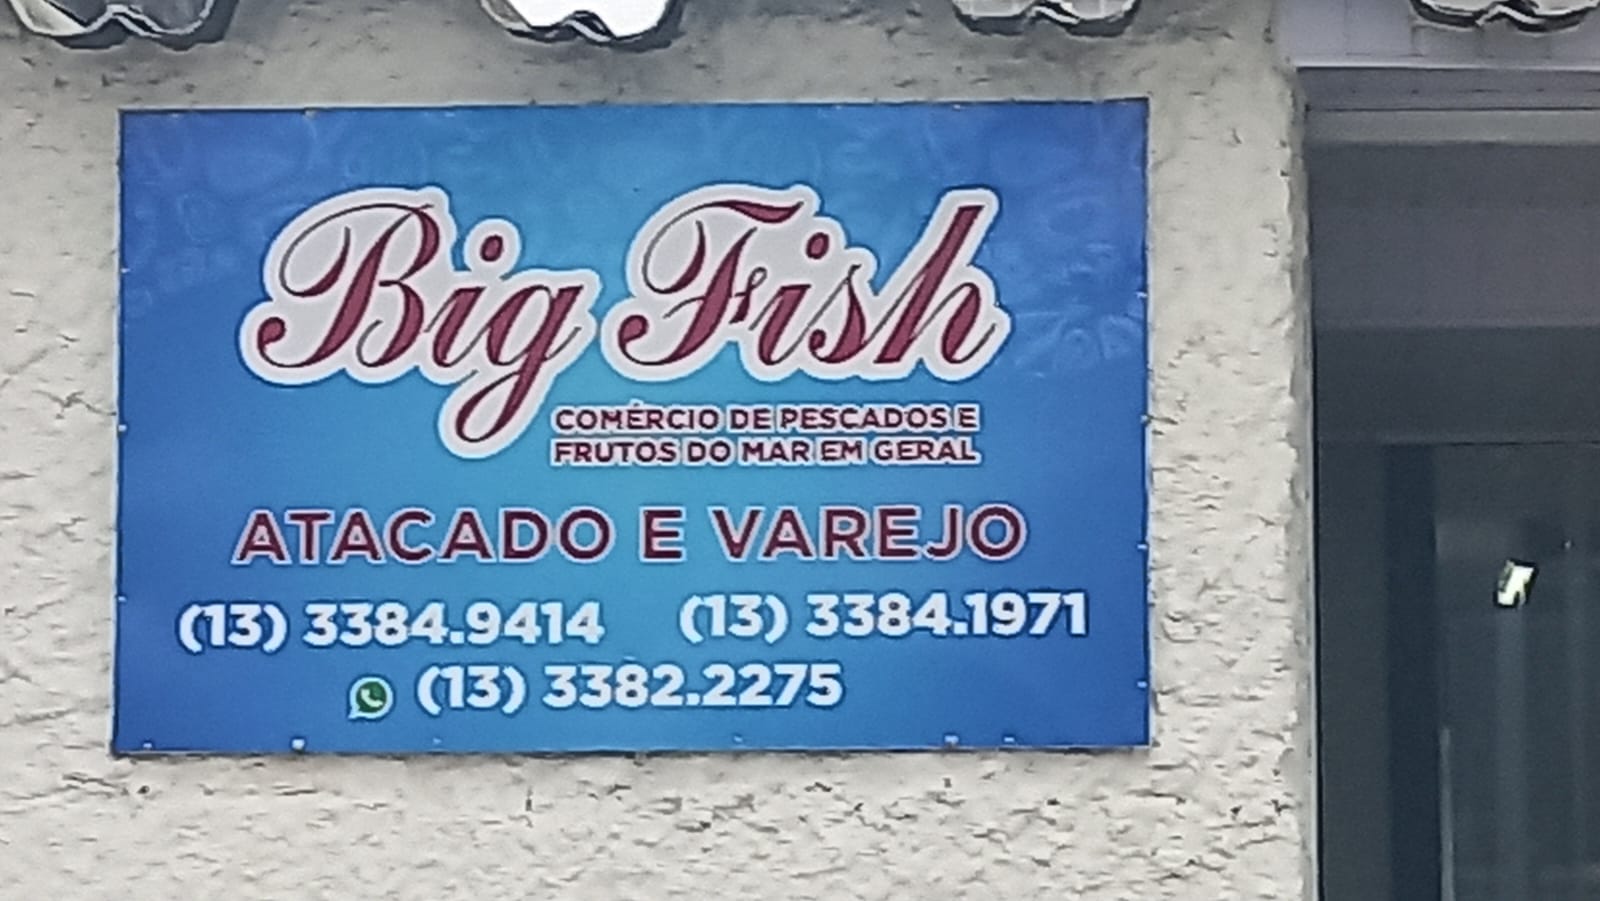 Big Fish
COMÉRCIO DE PESCADOS E
FRUTOS DO MAR EM GERAL
ATACADO E VAREJO
(13) 3384.9414 (13) 3384.1971
(13) 3382.2275